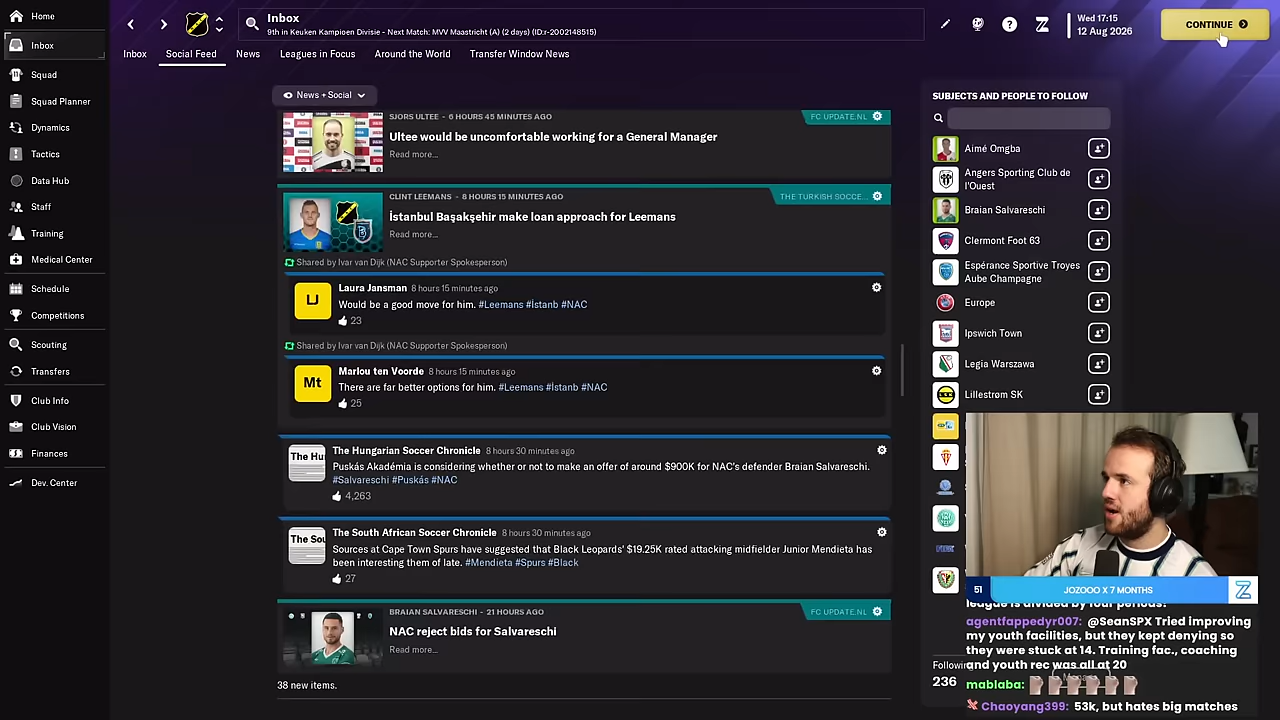 Home
Inbox
9th in Keuken Kampioen Divisie - Next Match: MVV Maastricht (A) (2 days) (ID:r-2002148515)
Wed 17:15
12 Aug 2026
CONTINUE
Inbox
Squad
Squad Planner
Dynamics
Tactics
Data Hub
Staff
Training
Medical Center
Schedule
Competitions
Scouting
Transfers
Club Info
Club Vision
Finances
Dev. Center
Inbox
Social Feed
News
Leagues in Focus
Around the World
Transfer Window News
News + Social
SJORS ULTEE - 6 HOURS 45 MINUTES AGO
FC UPDATE.NL
Ultee would be uncomfortable working for a General Manager
Read more...
CLINT LEEMANS - 8 HOURS 15 MINUTES AGO
THE TURKISH SOCCE...
İstanbul Başakşehir make loan approach for Leemans
Read more...
Shared by Ivar van Dijk (NAC Supporter Spokesperson)
LJ
Laura Jansman 8 hours 15 minutes ago
Would be a good move for him. #Leemans #İstanb #NAC
23
Shared by Ivar van Dijk (NAC Supporter Spokesperson)
Mt
Marlou ten Voorde 8 hours 15 minutes ago
There are far better options for him. #Leemans #İstanb #NAC
25
The Hu
The Hungarian Soccer Chronicle 8 hours 30 minutes ago
Puskás Akadémia is considering whether or not to make an offer of around $900K for NAC's defender Braian Salvareschi.
#Salvareschi #Puskás #NAC
4,263
The Sou
The South African Soccer Chronicle 8 hours 30 minutes ago
Sources at Cape Town Spurs have suggested that Black Leopards' $19.25K rated attacking midfielder Junior Mendieta has
been interesting them of late. #Mendieta #Spurs #Black
27
BRAIAN SALVARESCHI - 21 HOURS AGO
FC UPDATE.NL
NAC reject bids for Salvareschi
Read more...
38 new items.
SUBJECTS AND PEOPLE TO FOLLOW
Aimé Omgba
Angers Sporting Club de
l'Ouest
Braian Salvareschi
Clermont Foot 63
Espérance Sportive Troyes
Aube Champagne
Europe
Ipswich Town
Legia Warszawa
Lillestrøm SK
Followin
236
51
JOZOOO X 7 MONTHS
league is divided by four periods?
agentfappedyr007: @SeanSPX Tried improving
my youth facilities, but they kept denying so
they were stuck at 14. Training fac., coaching
and youth rec was all at 20
mablaba:
Chaoyang399: 53k, but hates big matches